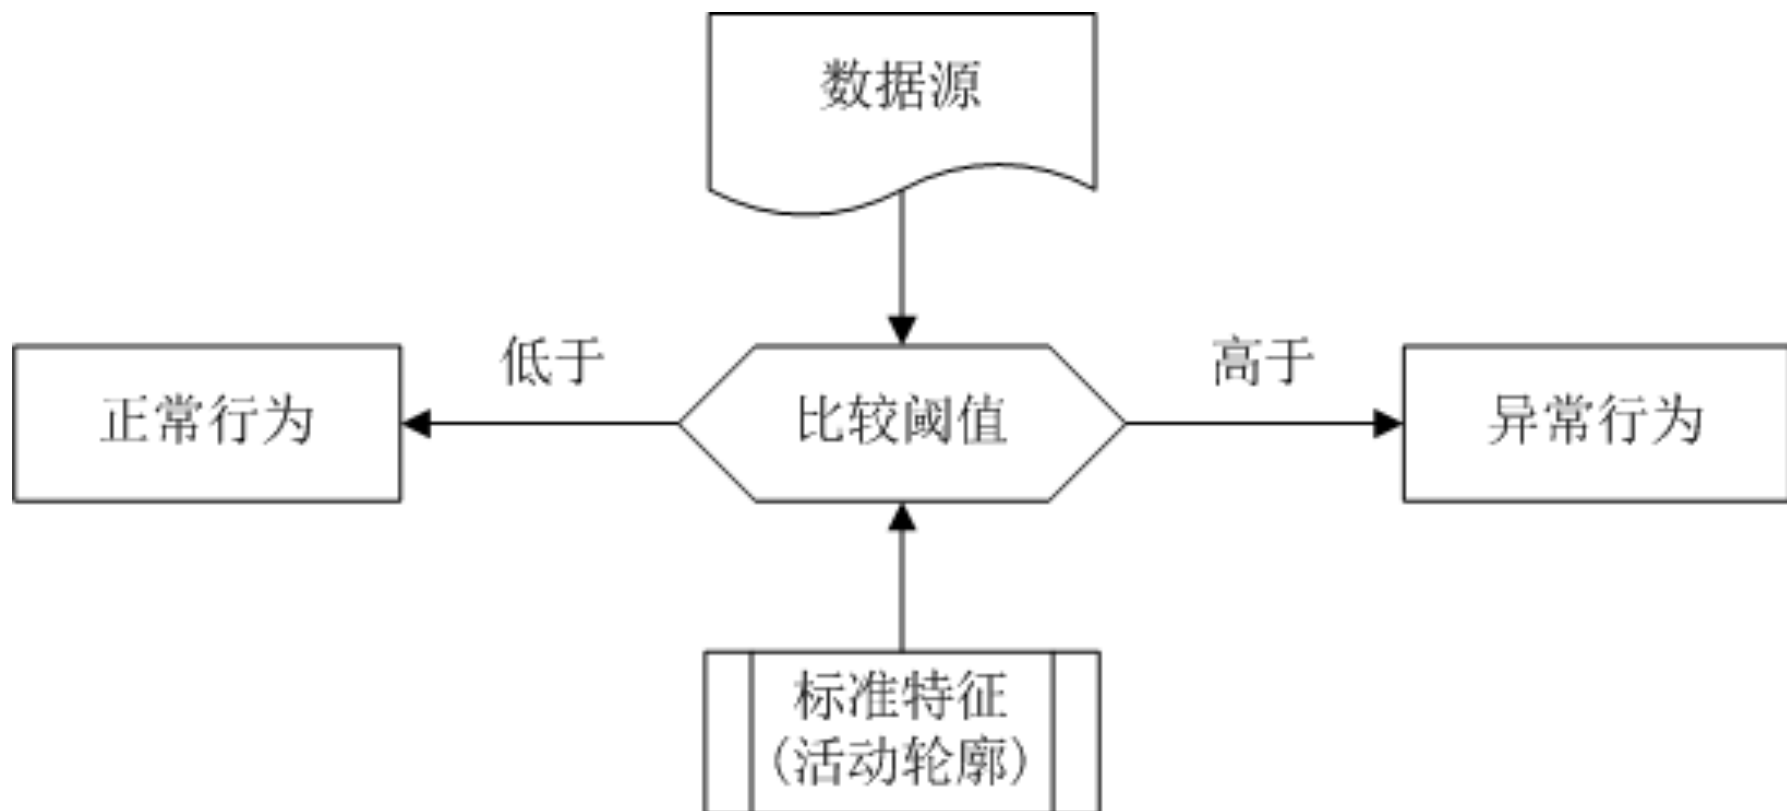 数据源
低于
高于
正常行为
比较阈值
异常行为
标准特征
(活动轮廓)